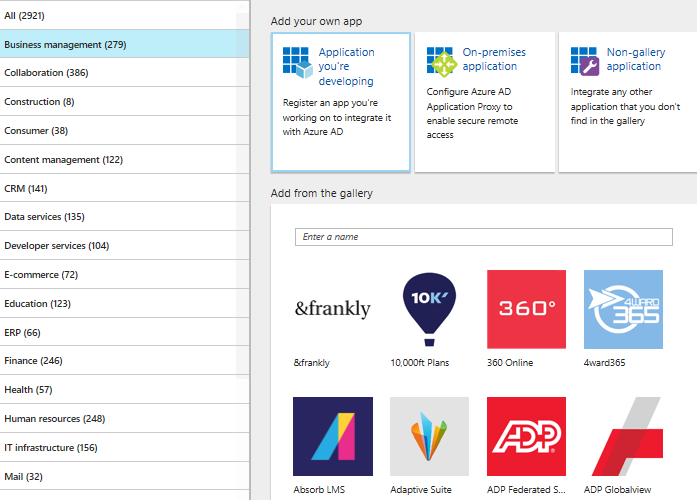 All (2921)
Business management (279)
Collaboration (386)
Construction (8)
Consumer (38)
Content management (122)
CRM (141)
Data services (135)
Developer services (104)
E-commerce (72)
Education (123)
ERP (66)
Finance (246)
Health (57)
Human resources (248)
IT infrastructure (156)
Mail (32)
Add your own app
Application
you're
developing
Register an app you're
working on to integrate it
with Azure AD
On-premises
application
Configure Azure AD
Application Proxy to
enable secure remote
access
Non-gallery
application
Integrate any other
application that you don't
find in the gallery
Add from the gallery
Enter a name
&frankly
&frankly
10K'
10,000ft Plans
360°
360 Online
4WARD
365
4ward365
Absorb LMS
Adaptive Suite
ADP
ADP Federated S...
ADP Globalview